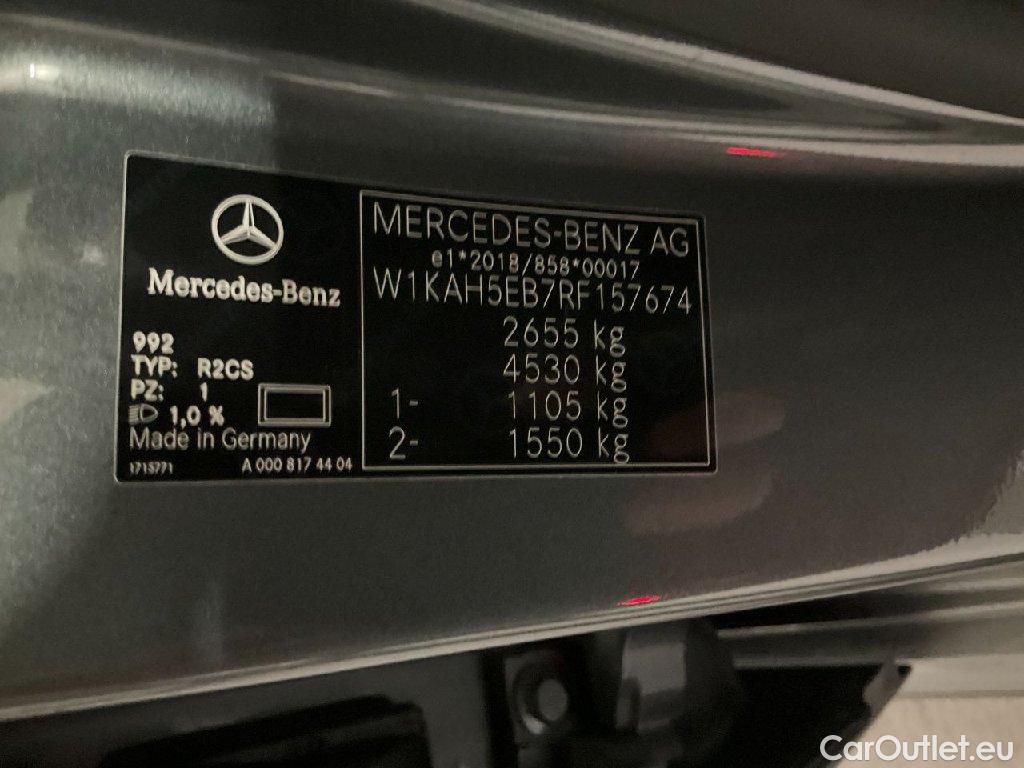 Mercedes-Benz
992
TYP: R2CS
PZ: 1
1,0 %
Made in Germany
1715771 A 000 817 44 04
MERCEDES-BENZ AG
e1*2018/858*00017
W1KAH5EB7RF157674
2655 kg
4530 kg
1- 1105 kg
2- 1550 kg
CarOutlet.eu